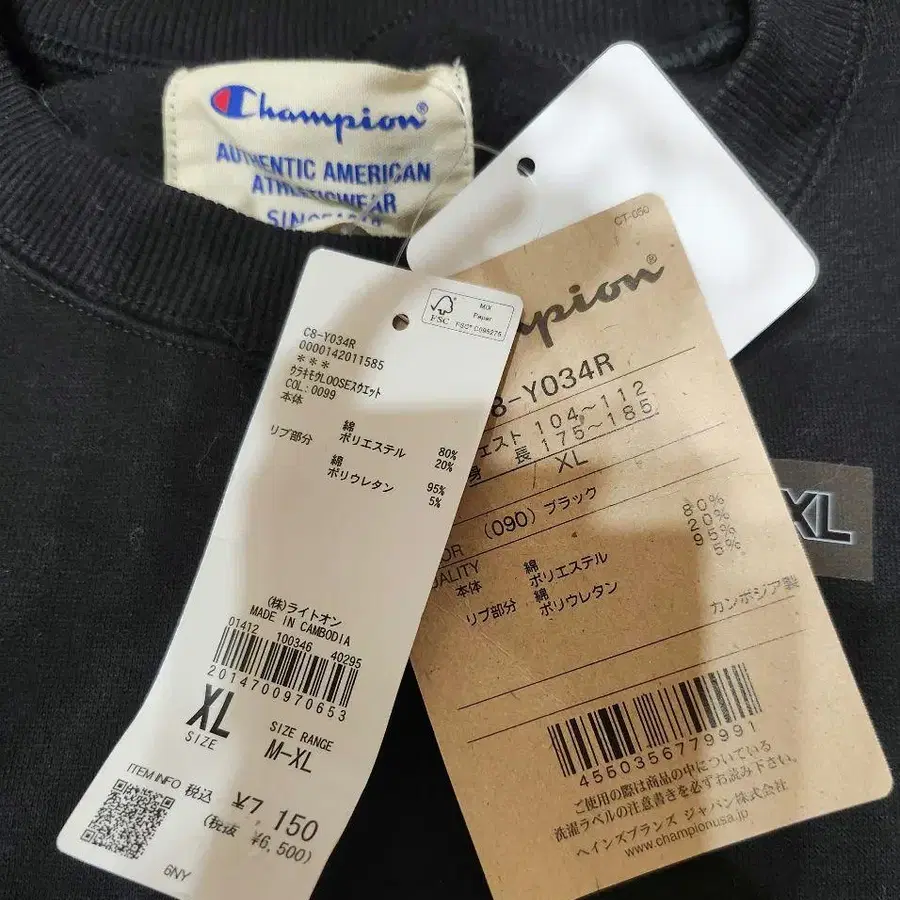 Champion®
AUTHENTIC AMERICAN
ATHLETICWEAR
MIX
Paper
FSC
FSC® C095275
C8-Y034R
0000142011585
***
ウラキモウLOOSEスウエット
COL:0099
本体
綿 80%
ポリエステル 20%
リブ部分
綿 95%
ポリウレタン 5%
(株)ライトオン
MADE IN CAMBODIA
01412 100346 40295
2014700970653
XL
SIZE
SIZE RANGE
M-XL
ITEM INFO 税込 ¥7,150
(税抜 ¥6,500)
6NY
CT-050
8-Y034R
104〜112
身 長 175〜185
XL
(090) ブラック
本体 綿 80%
ポリエステル 20%
リブ部分 綿 95%
ポリウレタン 5%
カンボジア製
4550356779991
ご使用の際は商品の中についている
洗濯ラベルの注意書きを必ずお読み下さい。
ヘインズブランズ ジャパン株式会社
www.championusa.jp
XL